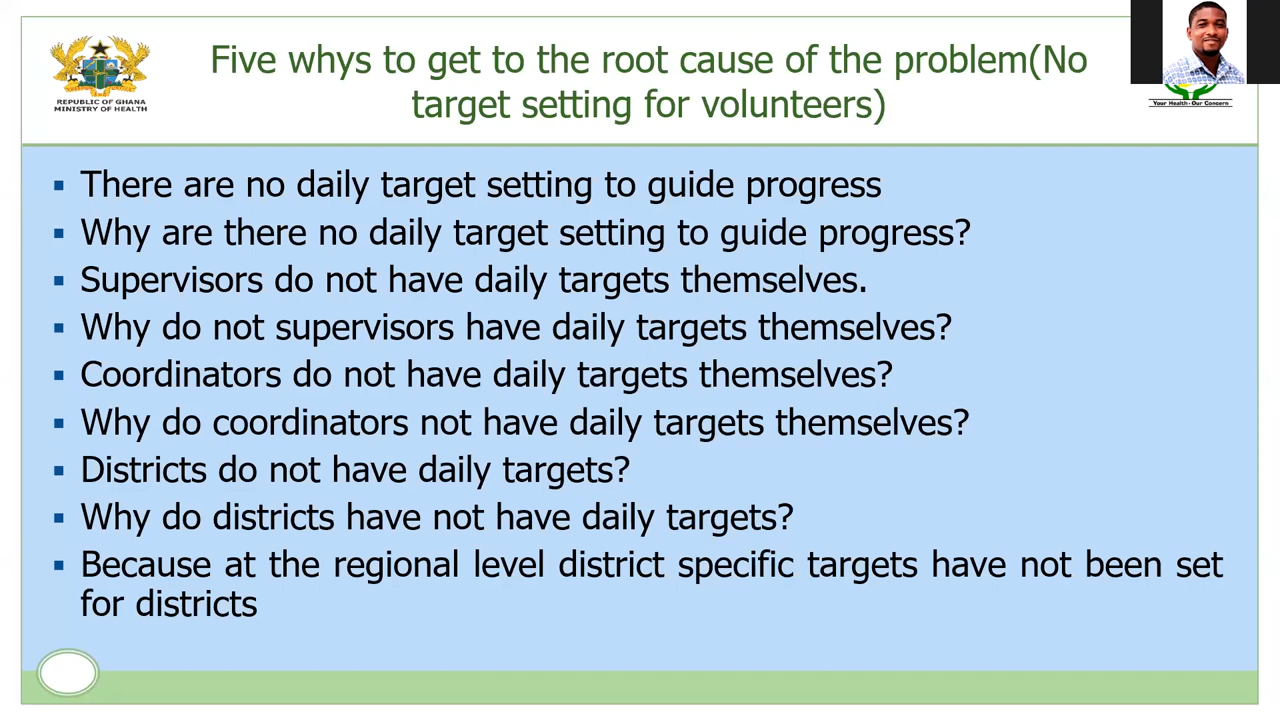 Five whys to get to the root cause of the problem(No
target setting for volunteers)
REPUBLIC OF GHANA
MINISTRY OF HEALTH
Your Health - Our Concern
▪ There are no daily target setting to guide progress
▪ Why are there no daily target setting to guide progress?
▪ Supervisors do not have daily targets themselves.
▪ Why do not supervisors have daily targets themselves?
▪ Coordinators do not have daily targets themselves?
▪ Why do coordinators not have daily targets themselves?
▪ Districts do not have daily targets?
▪ Why do districts have not have daily targets?
▪ Because at the regional level district specific targets have not been set
for districts